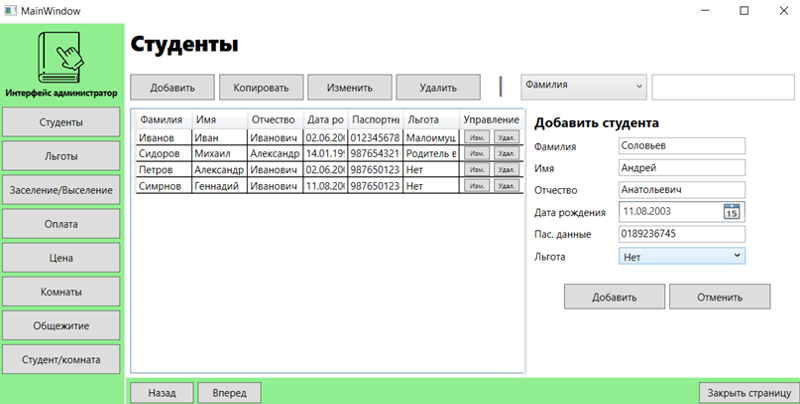 MainWindow
Интерфейс администратор
Студенты
Льготы
Заселение/Выселение
Оплата
Цена
Комнаты
Общежитие
Студент/комната
Студенты
Добавить Копировать Изменить Удалить | Фамилия
Фамилия Имя Отчество Дата ро Паспортн Льгота Управление
Иванов Иван Иванович 02.06.200 012345678 Малоимущ Изм. Удал.
Сидоров Михаил Александр 14.01.199 987654321 Родитель в Изм. Удал.
Петров Александр Иванович 02.06.200 987650123 Нет Изм. Удал.
Симрнов Геннадий Иванович 11.08.200 987650123 Нет Изм. Удал.
Добавить студента
Фамилия Соловьев
Имя Андрей
Отчество Анатольевич
Дата рождения 11.08.2003 15
Пас. данные 0189236745
Льгота Нет
Добавить Отменить
Назад Вперед Закрыть страницу